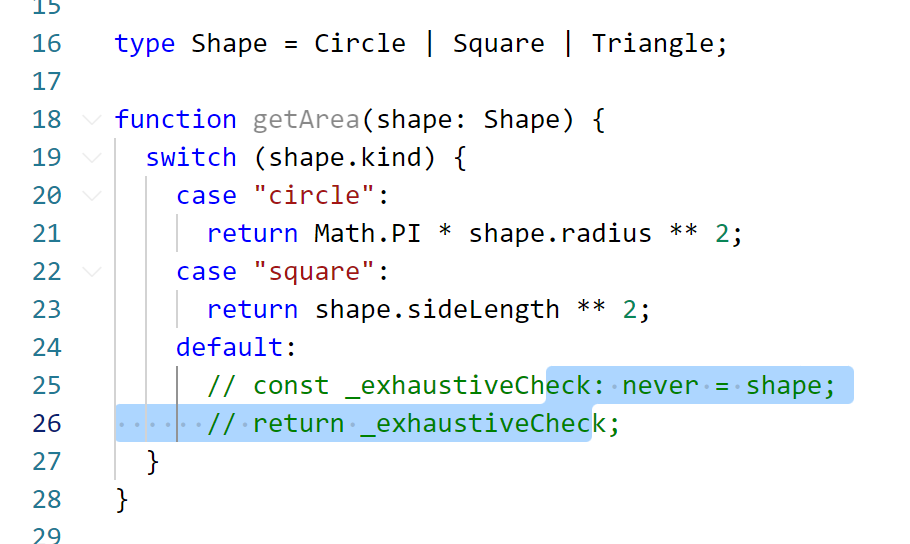 15
16 type Shape = Circle | Square | Triangle;
17
18 function getArea(shape: Shape) {
19 switch (shape.kind) {
20 case "circle":
21 return Math.PI * shape.radius ** 2;
22 case "square":
23 return shape.sideLength ** 2;
24 default:
25 // const _exhaustiveCheck: never = shape;
26 // return _exhaustiveCheck;
27 }
28 }
29